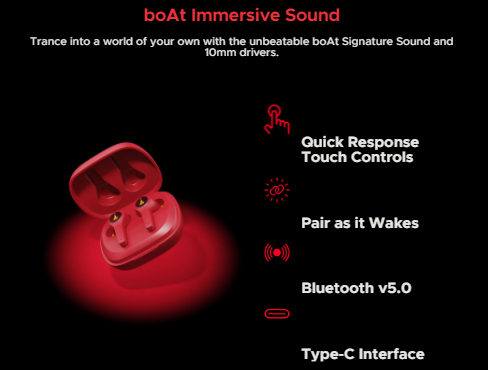 boAt Immersive Sound
Trance into a world of your own with the unbeatable boAt Signature Sound and
10mm drivers.
Quick Response
Touch Controls
Pair as it Wakes
Bluetooth v5.0
Type-C Interface